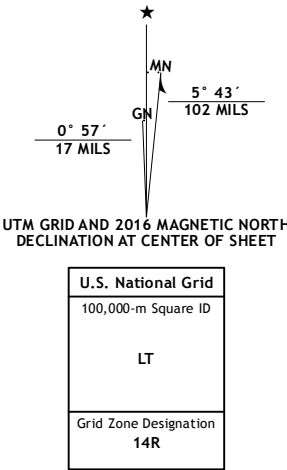 ★
MN
5° 43´
102 MILS
GN
0° 57´
17 MILS
UTM GRID AND 2016 MAGNETIC NORTH
DECLINATION AT CENTER OF SHEET
U.S. National Grid
100,000-m Square ID
LT
Grid Zone Designation
14R